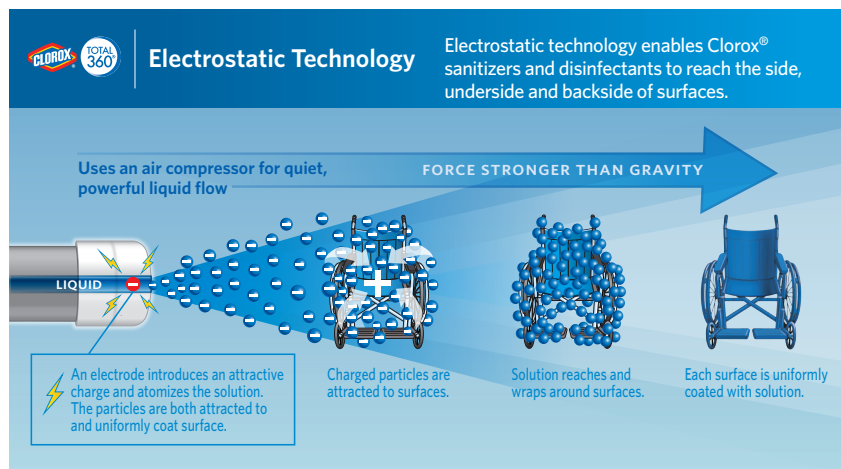 CLOROX
TOTAL
360®
Electrostatic Technology
Electrostatic technology enables Clorox®
sanitizers and disinfectants to reach the side,
underside and backside of surfaces.
Uses an air compressor for quiet,
powerful liquid flow
FORCE STRONGER THAN GRAVITY
LIQUID
An electrode introduces an attractive
charge and atomizes the solution.
The particles are both attracted to
and uniformly coat surface.
Charged particles are
attracted to surfaces.
Solution reaches and
wraps around surfaces.
Each surface is uniformly
coated with solution.